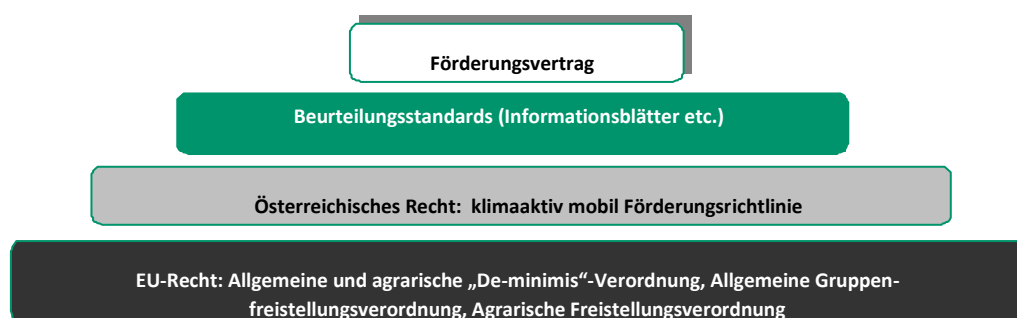 Förderungsvertrag
Beurteilungsstandards (Informationsblätter etc.)
Österreichisches Recht: klimaaktiv mobil Förderungsrichtlinie
EU-Recht: Allgemeine und agrarische „De-minimis“-Verordnung, Allgemeine Gruppen-
freistellungsverordnung, Agrarische Freistellungsverordnung